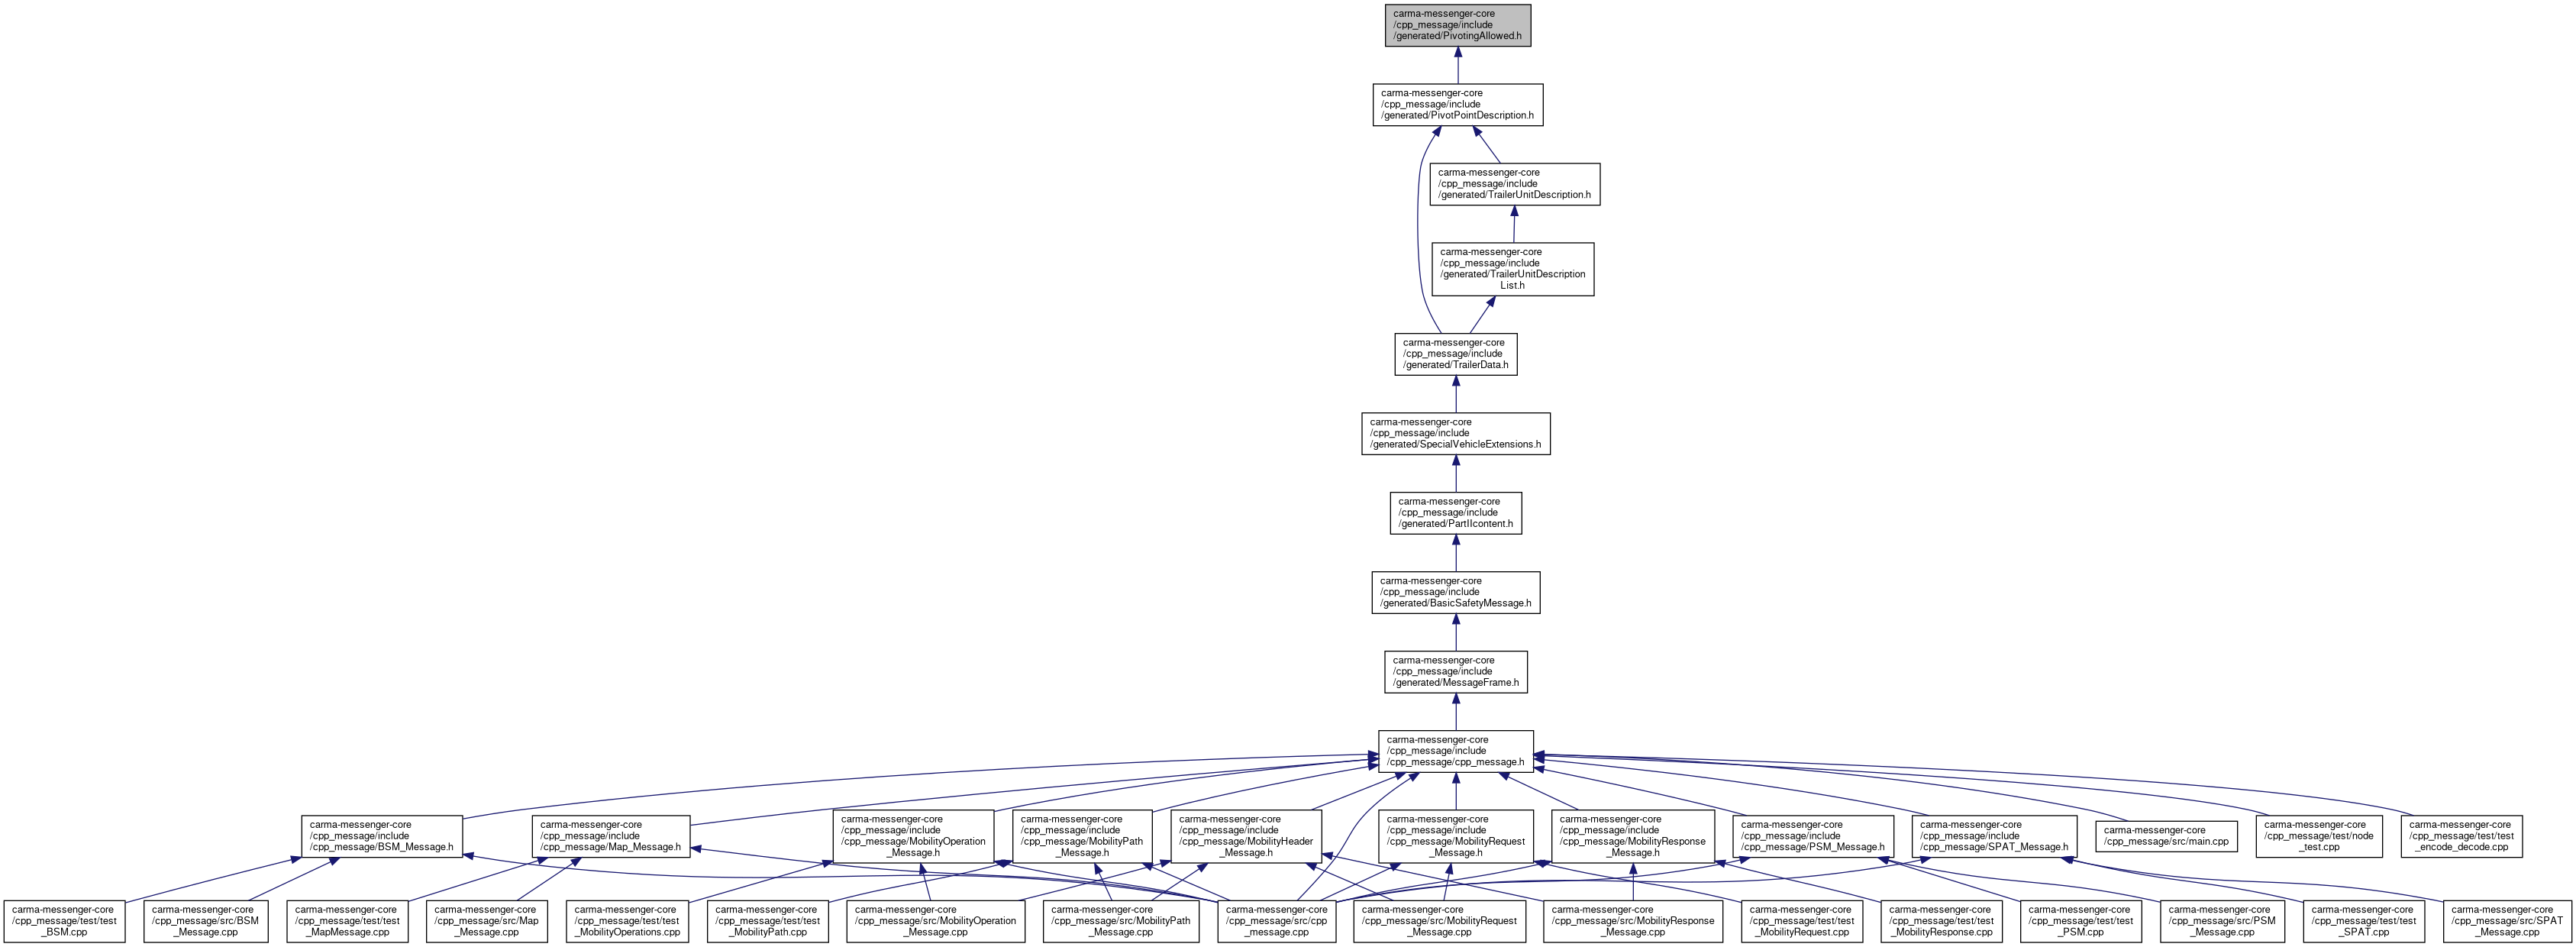 carma-messenger-core
/cpp_message/include
/generated/PivotingAllowed.h
carma-messenger-core
/cpp_message/include
/generated/PivotPointDescription.h
carma-messenger-core
/cpp_message/include
/generated/TrailerUnitDescription.h
carma-messenger-core
/cpp_message/include
/generated/TrailerUnitDescription
List.h
carma-messenger-core
/cpp_message/include
/generated/TrailerData.h
carma-messenger-core
/cpp_message/include
/generated/SpecialVehicleExtensions.h
carma-messenger-core
/cpp_message/include
/generated/PartIIcontent.h
carma-messenger-core
/cpp_message/include
/generated/BasicSafetyMessage.h
carma-messenger-core
/cpp_message/include
/generated/MessageFrame.h
carma-messenger-core
/cpp_message/include
/cpp_message/cpp_message.h
carma-messenger-core
/cpp_message/include
/cpp_message/BSM_Message.h
carma-messenger-core
/cpp_message/include
/cpp_message/Map_Message.h
carma-messenger-core
/cpp_message/include
/cpp_message/MobilityOperation
_Message.h
carma-messenger-core
/cpp_message/include
/cpp_message/MobilityPath
_Message.h
carma-messenger-core
/cpp_message/include
/cpp_message/MobilityHeader
_Message.h
carma-messenger-core
/cpp_message/include
/cpp_message/MobilityRequest
_Message.h
carma-messenger-core
/cpp_message/include
/cpp_message/MobilityResponse
_Message.h
carma-messenger-core
/cpp_message/include
/cpp_message/PSM_Message.h
carma-messenger-core
/cpp_message/include
/cpp_message/SPAT_Message.h
carma-messenger-core
/cpp_message/src/main.cpp
carma-messenger-core
/cpp_message/test/node
_test.cpp
carma-messenger-core
/cpp_message/test/test
_encode_decode.cpp
carma-messenger-core
/cpp_message/test/test
_BSM.cpp
carma-messenger-core
/cpp_message/src/BSM
_Message.cpp
carma-messenger-core
/cpp_message/test/test
_MapMessage.cpp
carma-messenger-core
/cpp_message/src/Map
_Message.cpp
carma-messenger-core
/cpp_message/test/test
_MobilityOperations.cpp
carma-messenger-core
/cpp_message/test/test
_MobilityPath.cpp
carma-messenger-core
/cpp_message/src/MobilityOperation
_Message.cpp
carma-messenger-core
/cpp_message/src/MobilityPath
_Message.cpp
carma-messenger-core
/cpp_message/src/cpp
_message.cpp
carma-messenger-core
/cpp_message/src/MobilityRequest
_Message.cpp
carma-messenger-core
/cpp_message/src/MobilityResponse
_Message.cpp
carma-messenger-core
/cpp_message/test/test
_MobilityRequest.cpp
carma-messenger-core
/cpp_message/test/test
_MobilityResponse.cpp
carma-messenger-core
/cpp_message/test/test
_PSM.cpp
carma-messenger-core
/cpp_message/src/PSM
_Message.cpp
carma-messenger-core
/cpp_message/test/test
_SPAT.cpp
carma-messenger-core
/cpp_message/src/SPAT
_Message.cpp